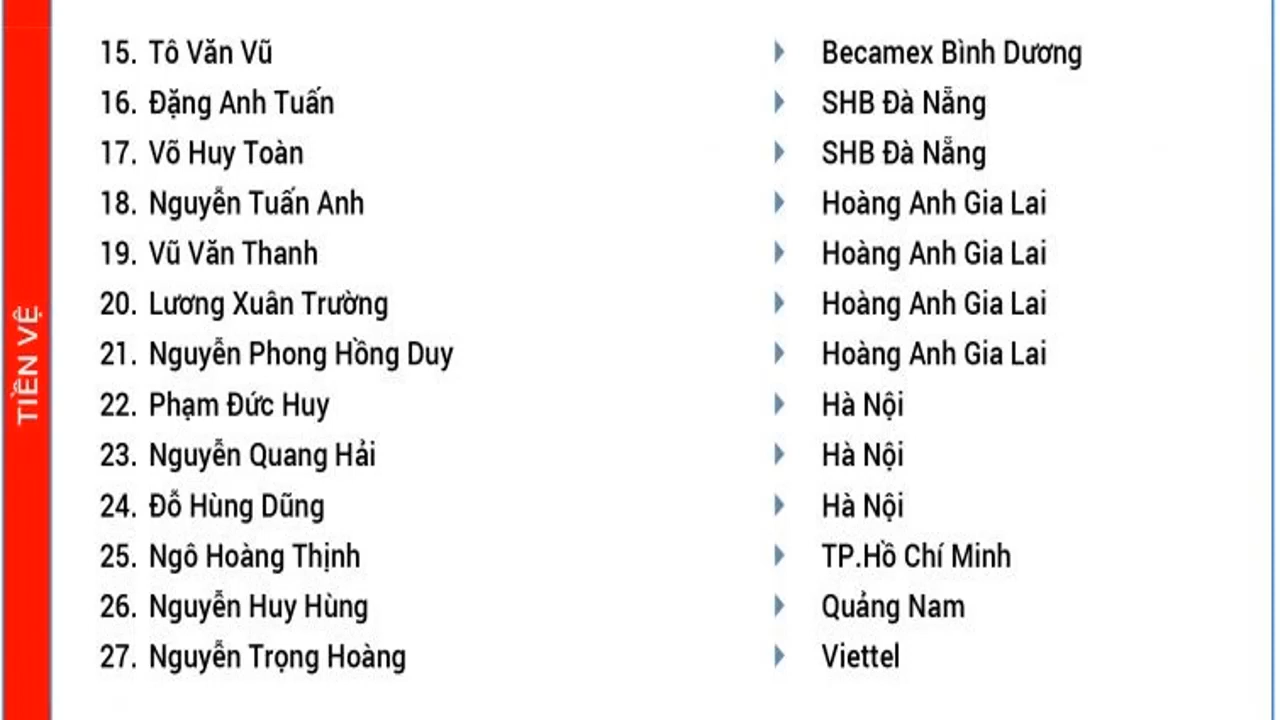 TIỀN VỆ
15. Tô Văn Vũ Becamex Bình Dương
16. Đặng Anh Tuấn SHB Đà Nẵng
17. Võ Huy Toàn SHB Đà Nẵng
18. Nguyễn Tuấn Anh Hoàng Anh Gia Lai
19. Vũ Văn Thanh Hoàng Anh Gia Lai
20. Lương Xuân Trường Hoàng Anh Gia Lai
21. Nguyễn Phong Hồng Duy Hoàng Anh Gia Lai
22. Phạm Đức Huy Hà Nội
23. Nguyễn Quang Hải Hà Nội
24. Đỗ Hùng Dũng Hà Nội
25. Ngô Hoàng Thịnh TP.Hồ Chí Minh
26. Nguyễn Huy Hùng Quảng Nam
27. Nguyễn Trọng Hoàng Viettel